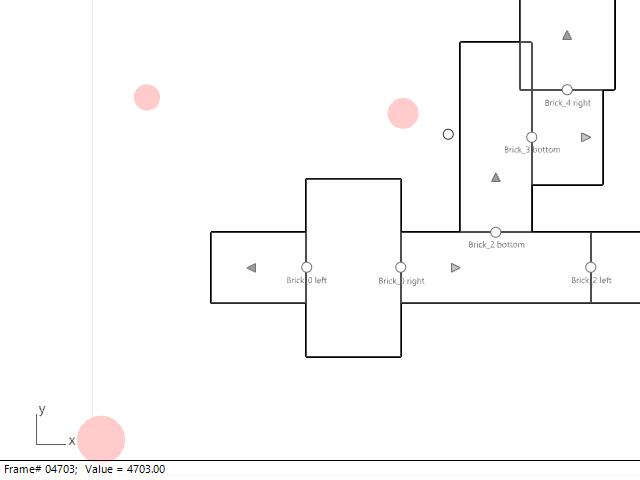 Brick_4 right
Brick_3 bottom
Brick_2 bottom
Brick_0 left
Brick_0 right
Brick_2 left
y
x
Frame# 04703; Value = 4703.00